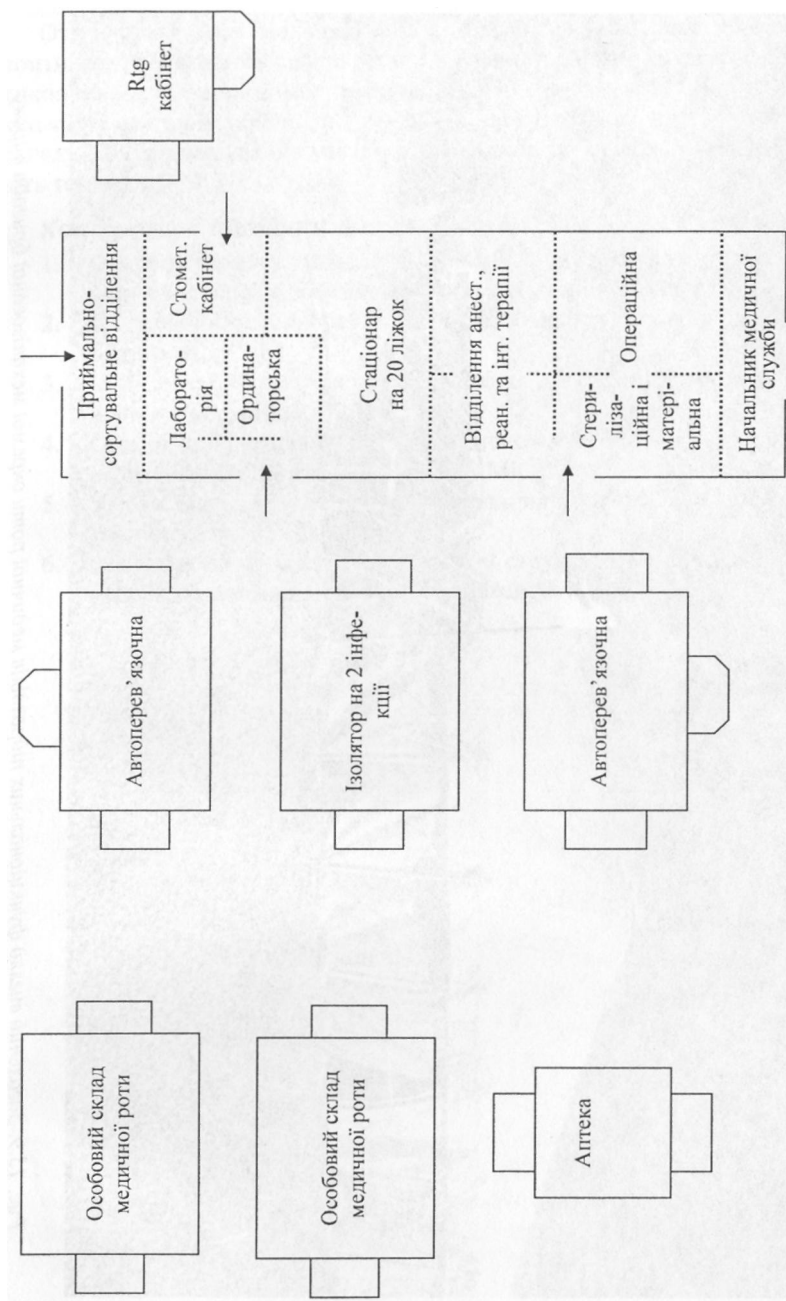 Rtg
кабінет
Приймально-
сортувальне відділення
Лаборато-
рія
Стомат.
кабінет
Ордина-
торська
Стаціонар
на 20 ліжок
Відділення анест.,
реан. та інт. терапії
Стери-
ліза-
ційна і
матері-
альна
Операційна
Начальник медичної
служби
Автоперев’язочна
Ізолятор на 2 інфе-
кції
Автоперев’язочна
Особовий склад
медичної роти
Особовий склад
медичної роти
Аптека